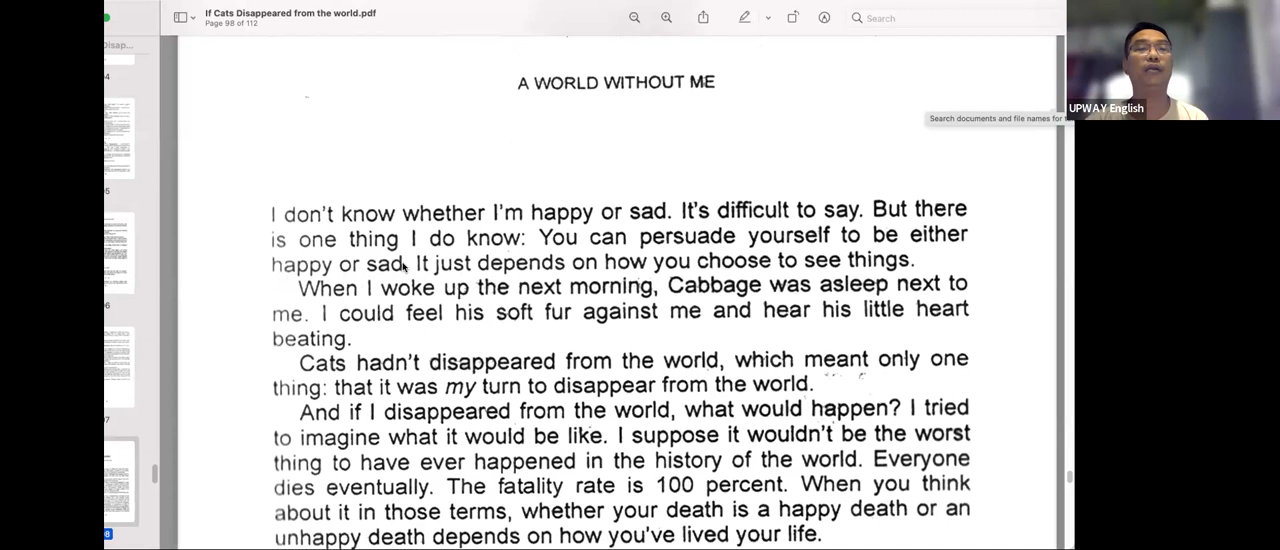 If Cats Disappeared from the world.pdf
Page 98 of 112
Search
Disap...
A WORLD WITHOUT ME
UPWAY English
Search documents and file names for
I don't know whether I'm happy or sad. It's difficult to say. But there
is one thing I do know: You can persuade yourself to be either
happy or sad. It just depends on how you choose to see things.
When I woke up the next morning, Cabbage was asleep next to
me. I could feel his soft fur against me and hear his little heart
beating.
Cats hadn't disappeared from the world, which meant only one
thing: that it was my turn to disappear from the world.
And if I disappeared from the world, what would happen? I tried
to imagine what it would be like. I suppose it wouldn't be the worst
thing to have ever happened in the history of the world. Everyone
dies eventually. The fatality rate is 100 percent. When you think
about it in those terms, whether your death is a happy death or an
unhappy death depends on how you've lived your life.